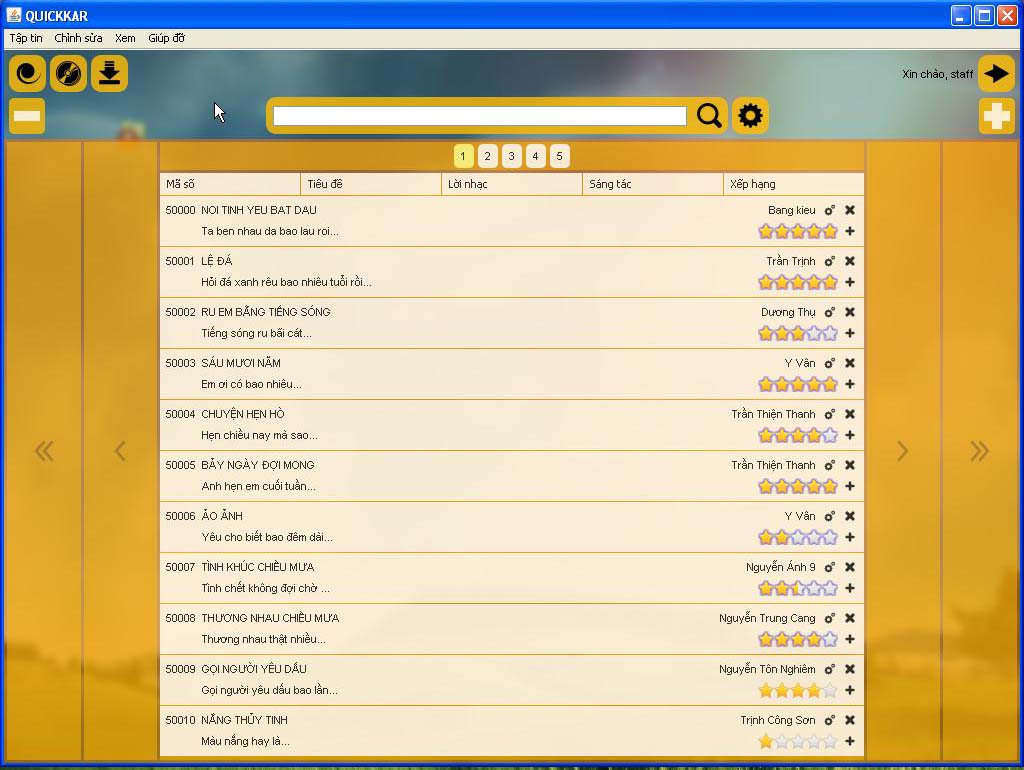 QUICKKAR
Tập tin Chỉnh sửa Xem Giúp đỡ
Xin chào, staff
1 2 3 4 5
Mã số Tiêu đề Lời nhạc Sáng tác Xếp hạng
50000 NOI TINH YEU BAT DAU Bang kieu
Ta ben nhau da bao lau roi...
50001 LỆ ĐÁ Trần Trịnh
Hỏi đá xanh rêu bao nhiêu tuổi rồi...
50002 RU EM BẰNG TIẾNG SÓNG Dương Thụ
Tiếng sóng ru bãi cát...
50003 SÁU MƯƠI NĂM Y Vân
Em ơi có bao nhiêu...
50004 CHUYỆN HẸN HÒ Trần Thiện Thanh
Hẹn chiều nay mà sao...
50005 BẢY NGÀY ĐỢI MONG Trần Thiện Thanh
Anh hẹn em cuối tuần...
50006 ẢO ẢNH Y Vân
Yêu cho biết bao đêm dài...
50007 TÌNH KHÚC CHIỀU MƯA Nguyễn Ánh 9
Tình chết không đợi chờ ...
50008 THƯƠNG NHAU CHIỀU MƯA Nguyễn Trung Cang
Thương nhau thật nhiều...
50009 GỌI NGƯỜI YÊU DẤU Nguyễn Tôn Nghiêm
Gọi người yêu dấu bao lần...
50010 NẮNG THỦY TINH Trịnh Công Sơn
Màu nắng hay là...